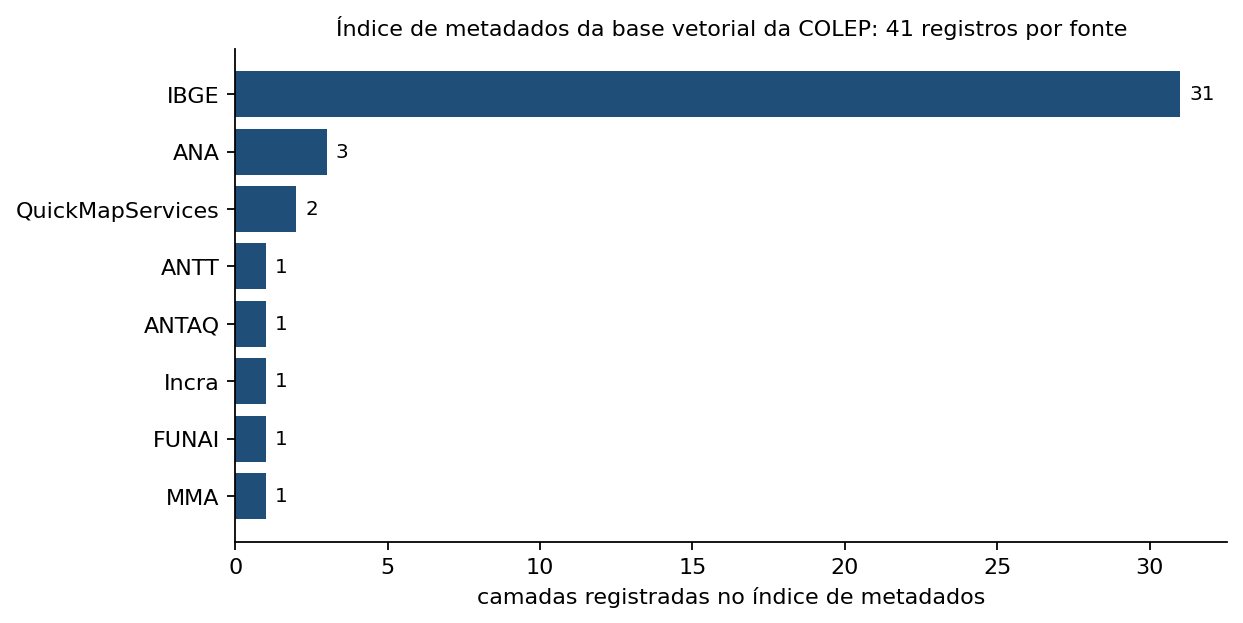 Índice de metadados da base vetorial da COLEP: 41 registros por fonte
IBGE 31
ANA 3
QuickMapServices 2
ANTT 1
ANTAQ 1
Incra 1
FUNAI 1
MMA 1
0 5 10 15 20 25 30
camadas registradas no índice de metadados